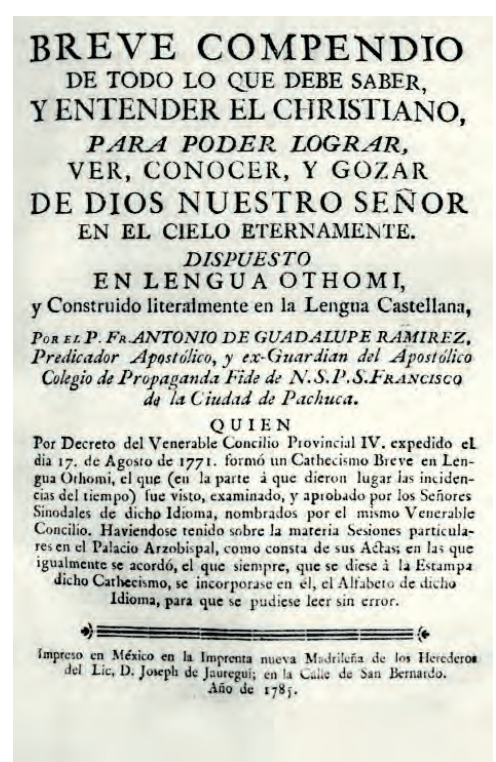 BREVE COMPENDIO
DE TODO LO QUE DEBE SABER,
Y ENTENDER EL CHRISTIANO,
PARA PODER LOGRAR,
VER, CONOCER, Y GOZAR
DE DIOS NUESTRO SEÑOR
EN EL CIELO ETERNAMENTE.
DISPUESTO
EN LENGUA OTHOMI,
y Construido literalmente en la Lengua Castellana,
POR EL P. FR. ANTONIO DE GUADALUPE RAMIREZ,
Predicador Apostólico, y ex-Guardian del Apostólico
Colegio de Propaganda Fide de N. S. P. S. FRANCISCO
de la Ciudad de Pachuca.
QUIEN
Por Decreto del Venerable Concilio Provincial IV. expedido el
dia 17. de Agosto de 1771. formó un Cathecismo Breve en Len-
gua Othomi, el que (en la parte á que dieron lugar las inciden-
cias del tiempo) fue visto, examinado, y aprobado por los Señores
Sinodales de dicho Idioma, nombrados por el mismo Venerable
Concilio. Haviendose tenido sobre la materia Sesiones particula-
res en el Palacio Arzobispal, como consta de sus Actas; en las que
igualmente se acordó, el que siempre, que se diese á la Estampa
dicho Cathecismo, se incorporase en él, el Alfabeto de dicho
Idioma, para que se pudiese leer sin error.
Impreso en México en la Imprenta nueva Madrileña de los Herederos
del Lic. D. Joseph de Jauregui; en la Calle de San Bernardo.
Año de 1785.